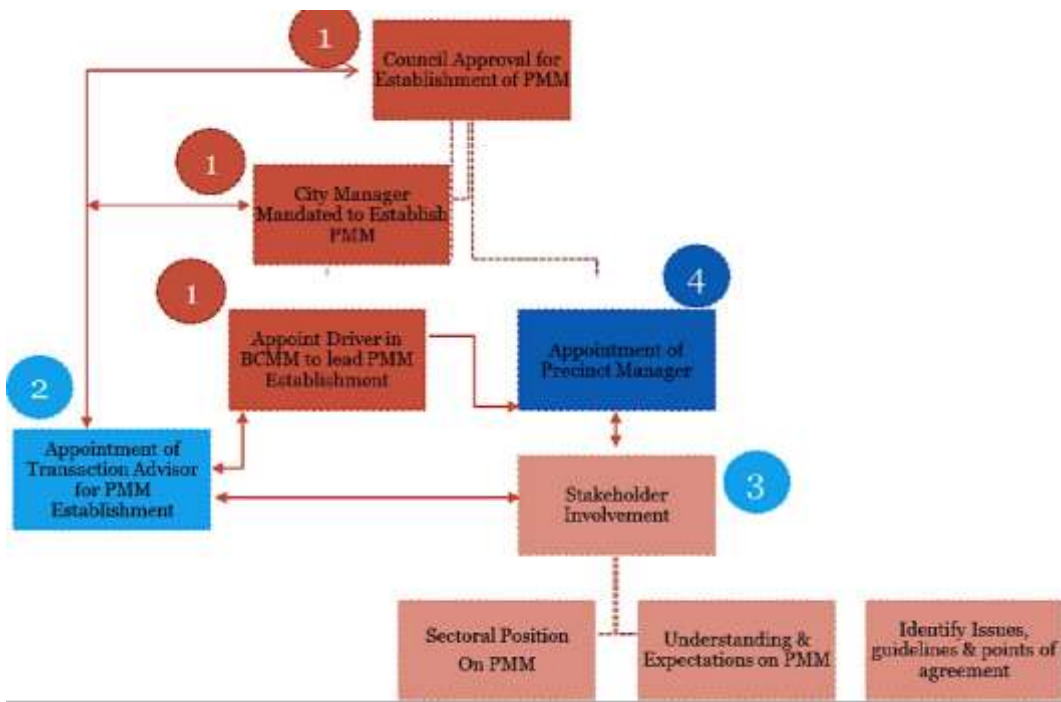 1
Council Approval for
Establishment of PMM
1
City Manager
Mandated to Establish
PMM
1
Appoint Driver in
BCMM to lead PMM
Establishment
4
Appointment of
Precinct Manager
2
Appointment of
Transaction Advisor
for PMM
Establishment
3
Stakeholder
Involvement
Sectoral Position
On PMM
Understanding &
Expectations on PMM
Identify Issues,
guidelines & points of
agreement